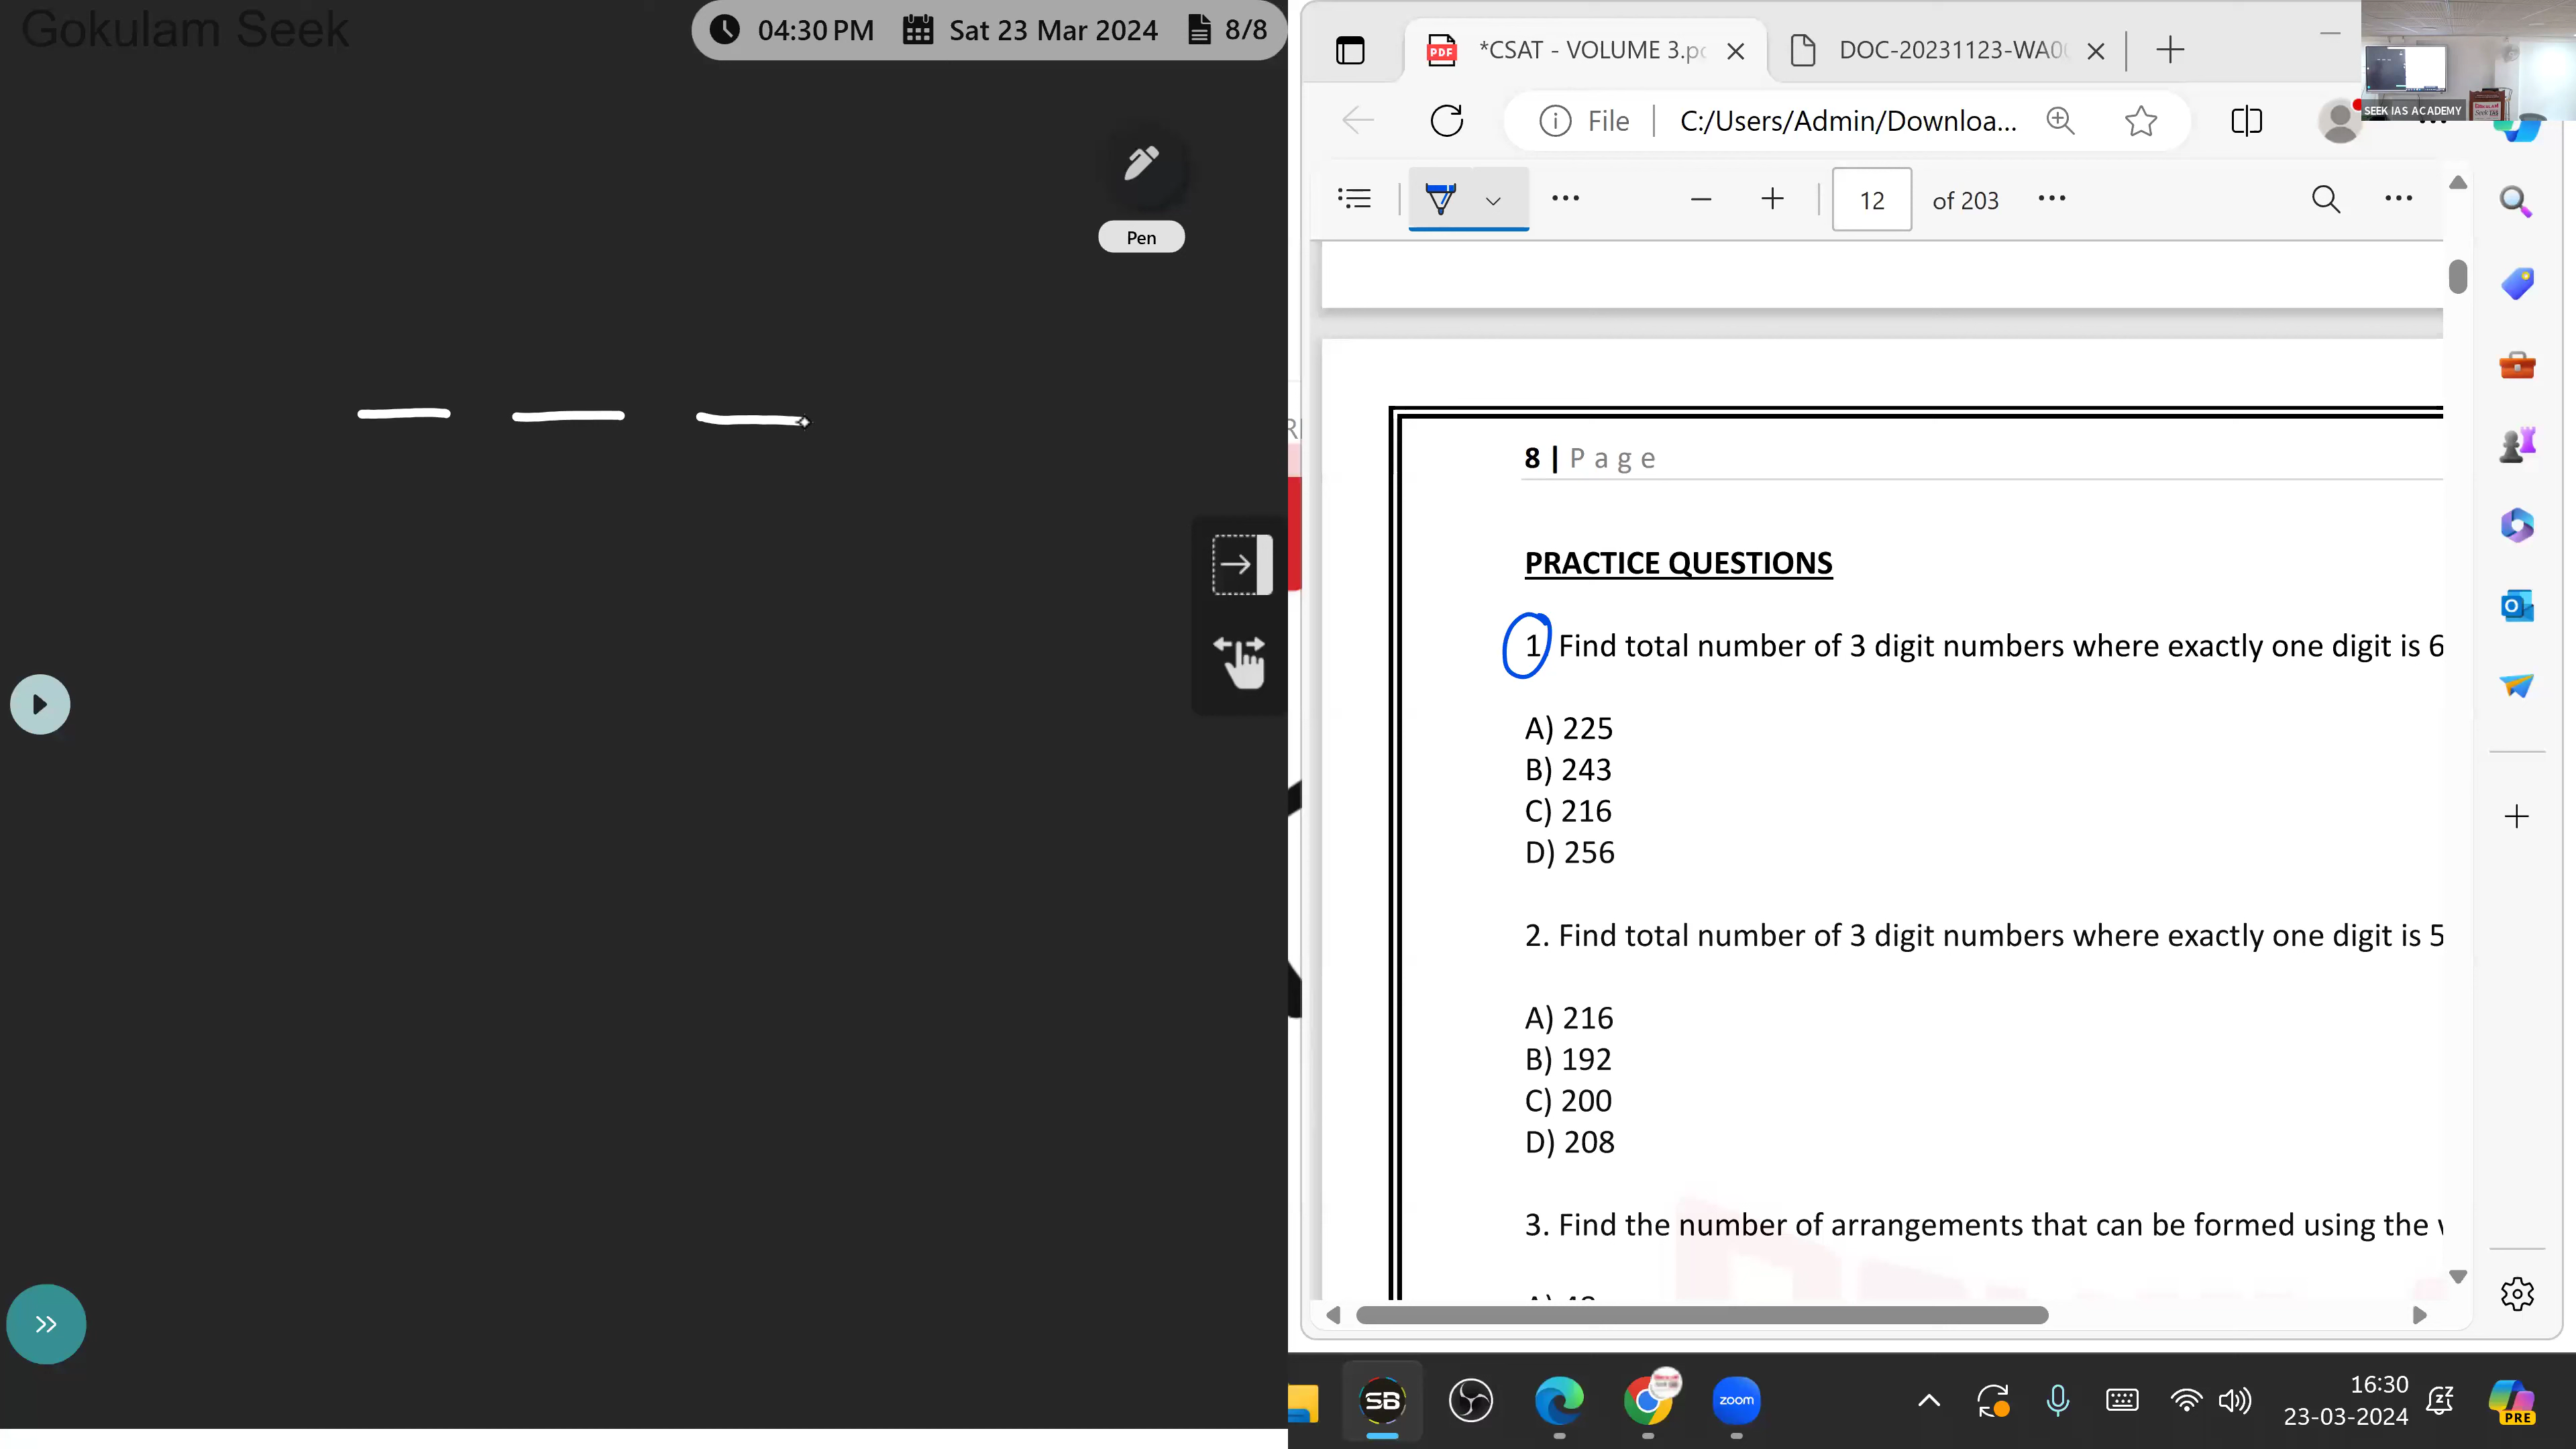 Gokulam Seek
04:30 PM Sat 23 Mar 2024 8/8
Pen
*CSAT - VOLUME 3.pc
DOC-20231123-WA00
SEEK IAS ACADEMY
File C:/Users/Admin/Downloa...
12 of 203
8 | Page
PRACTICE QUESTIONS
1 Find total number of 3 digit numbers where exactly one digit is 6
A) 225
B) 243
C) 216
D) 256
2. Find total number of 3 digit numbers where exactly one digit is 5
A) 216
B) 192
C) 200
D) 208
3. Find the number of arrangements that can be formed using the
SB
zoom
16:30
23-03-2024
PRE